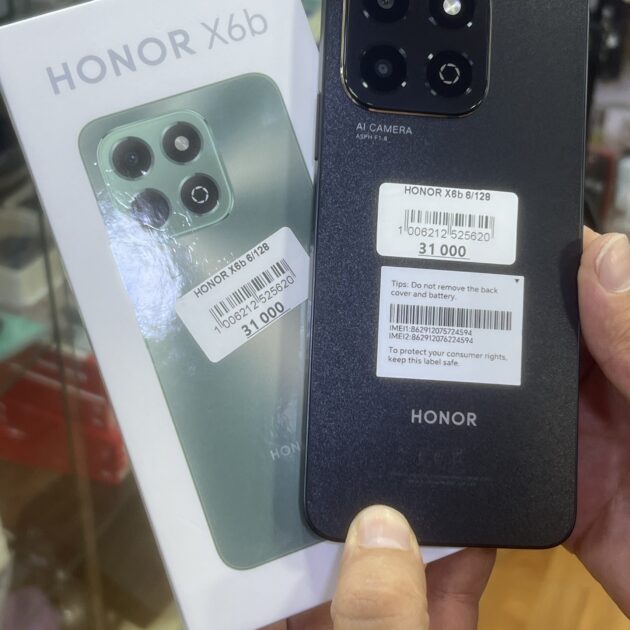 HONOR X6b
HONOR X6b 6/128
1 006212 525620
31 000
HON
AI CAMERA
ASPH F1.8
HONOR X6b 6/128
1 006212 525620
31 000
Tips: Do not remove the back
cover and battery.
IMEI1:862912075724594
IMEI2:862912076224594
To protect your consumer rights,
keep this label safe.
HONOR